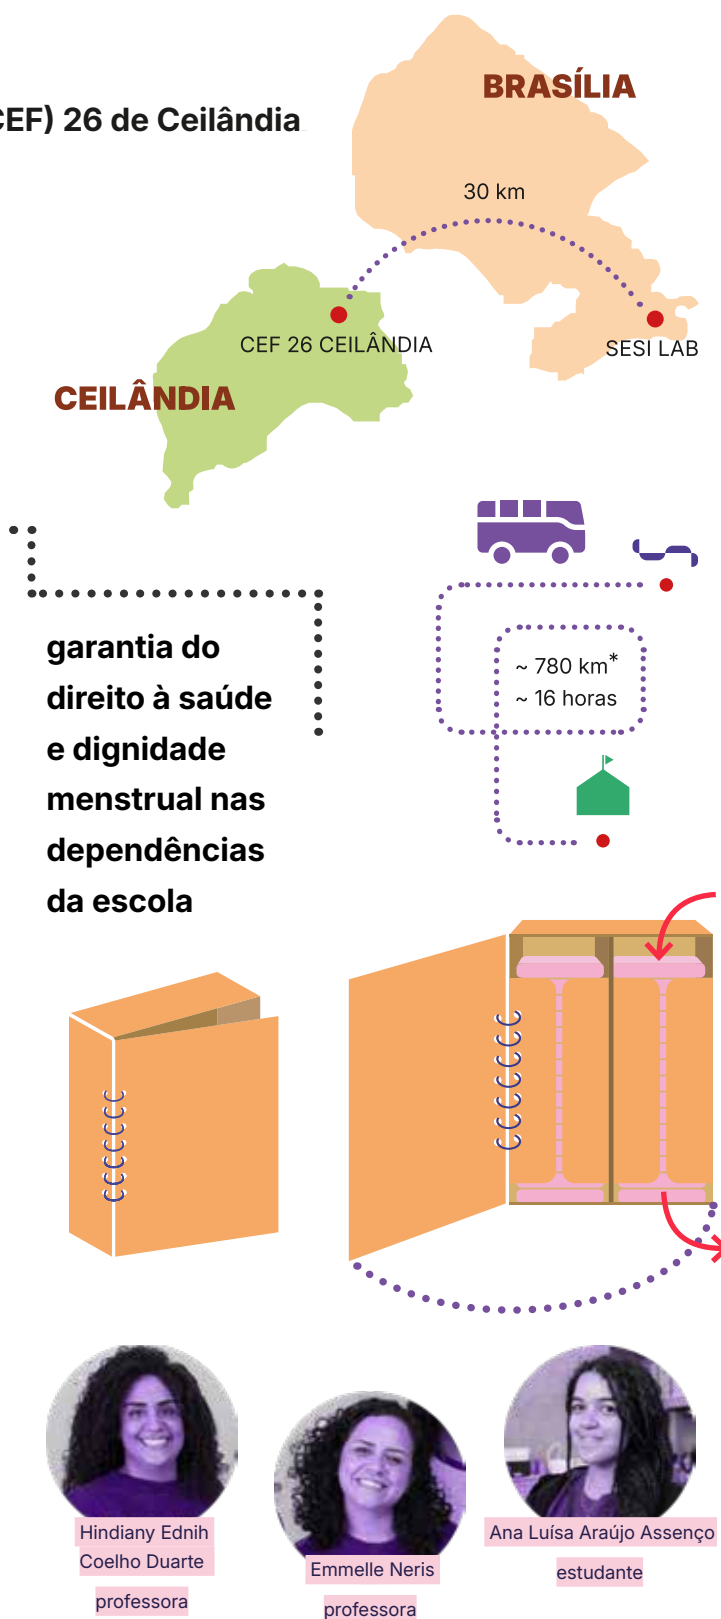 BRASÍLIA
CEF) 26 de Ceilândia
30 km
CEF 26 CEILÂNDIA
SESI LAB
CEILÂNDIA
garantia do
direito à saúde
e dignidade
menstrual nas
dependências
da escola
~ 780 km*
~ 16 horas
Hindiany Ednih
Coelho Duarte
professora
Emmelle Neris
professora
Ana Luísa Araújo Assenço
estudante